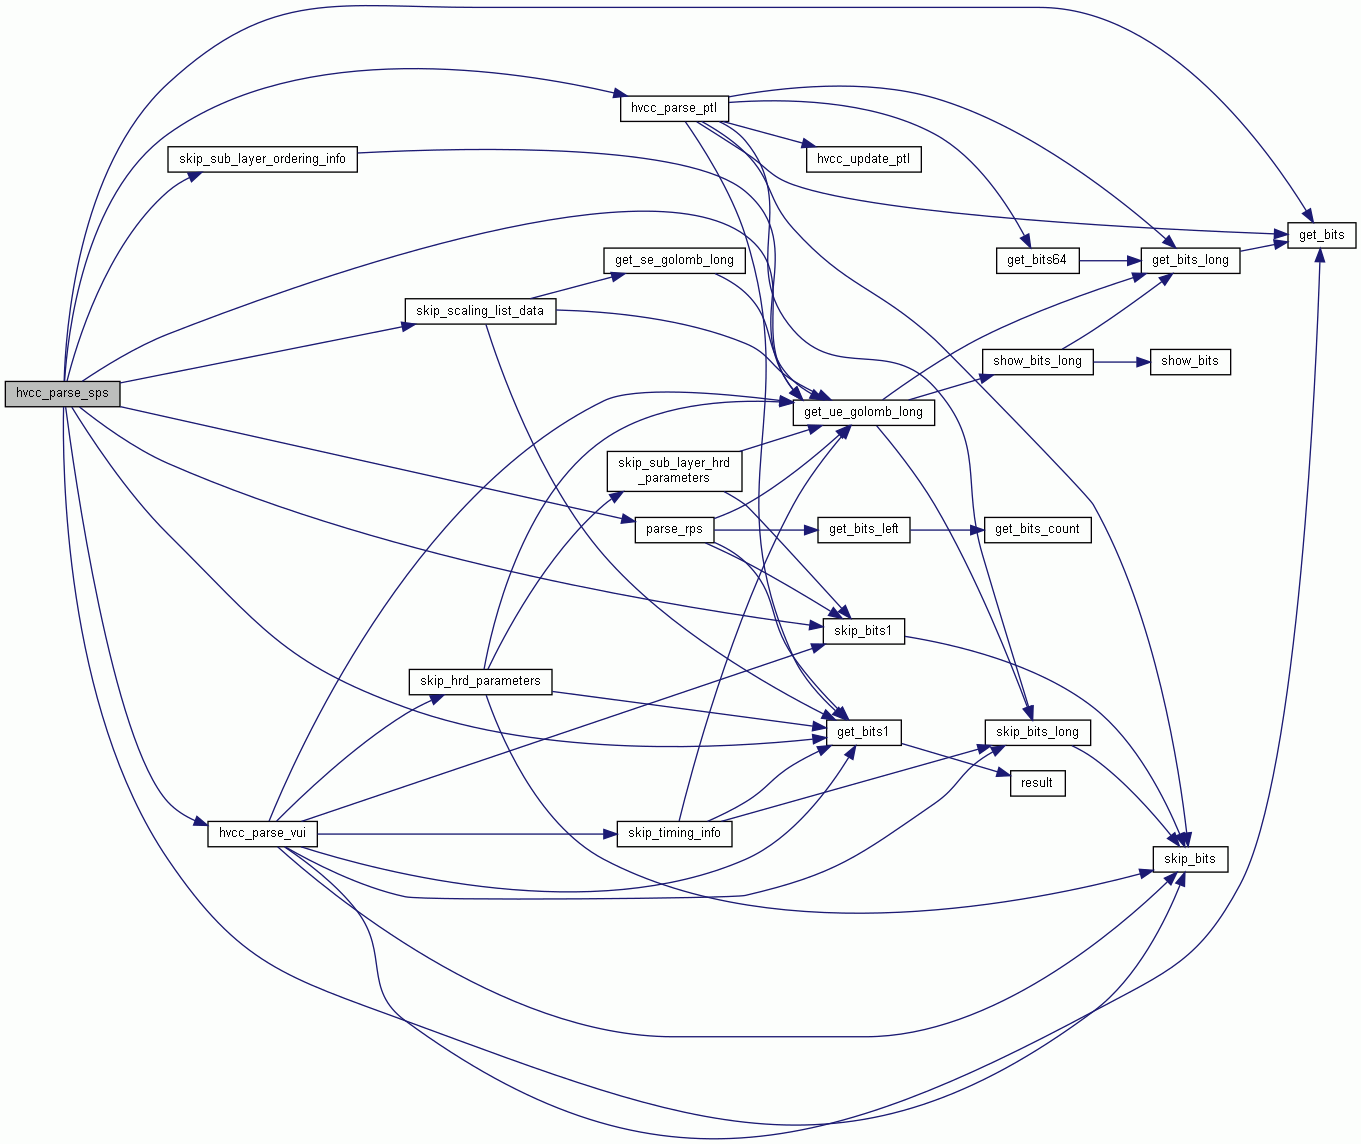 hvcc_parse_ptl
skip_sub_layer_ordering_info
hvcc_update_ptl
get_bits
get_se_golomb_long
get_bits64
get_bits_long
skip_scaling_list_data
show_bits_long
show_bits
hvcc_parse_sps
get_ue_golomb_long
skip_sub_layer_hrd
_parameters
parse_rps
get_bits_left
get_bits_count
skip_bits1
skip_hrd_parameters
get_bits1
skip_bits_long
result
hvcc_parse_vui
skip_timing_info
skip_bits